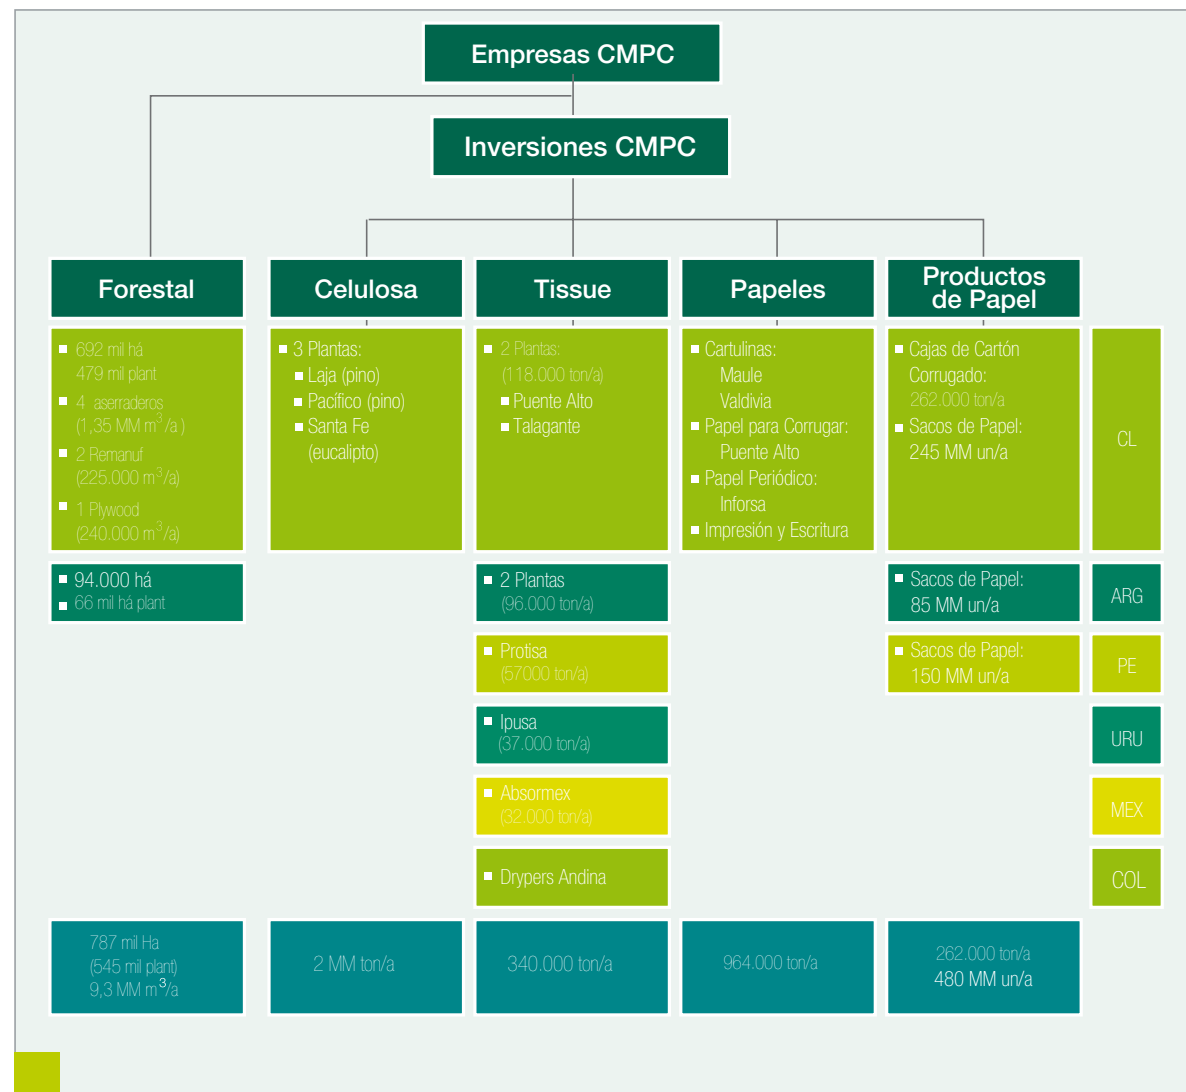 Empresas CMPC
Inversiones CMPC
Forestal
Celulosa
Tissue
Papeles
Productos
de Papel
692 mil há
479 mil plant
4 aserraderos
(1,35 MM m³/a )
2 Remanuf
(225.000 m³/a)
1 Plywood
(240.000 m³/a)
3 Plantas:
Laja (pino)
Pacífico (pino)
Santa Fe
(eucalipto)
2 Plantas:
(118.000 ton/a)
Puente Alto
Talagante
Cartulinas:
Maule
Valdivia
Papel para Corrugar:
Puente Alto
Papel Periódico:
Inforsa
Impresión y Escritura
Cajas de Cartón
Corrugado:
262.000 ton/a
Sacos de Papel:
245 MM un/a
CL
94.000 há
66 mil há plant
2 Plantas
(96.000 ton/a)
Sacos de Papel:
85 MM un/a
ARG
Protisa
(57000 ton/a)
Sacos de Papel:
150 MM un/a
PE
Ipusa
(37.000 ton/a)
URU
Absormex
(32.000 ton/a)
MEX
Drypers Andina
COL
787 mil Ha
(545 mil plant)
9,3 MM m³/a
2 MM ton/a
340.000 ton/a
964.000 ton/a
262.000 ton/a
480 MM un/a